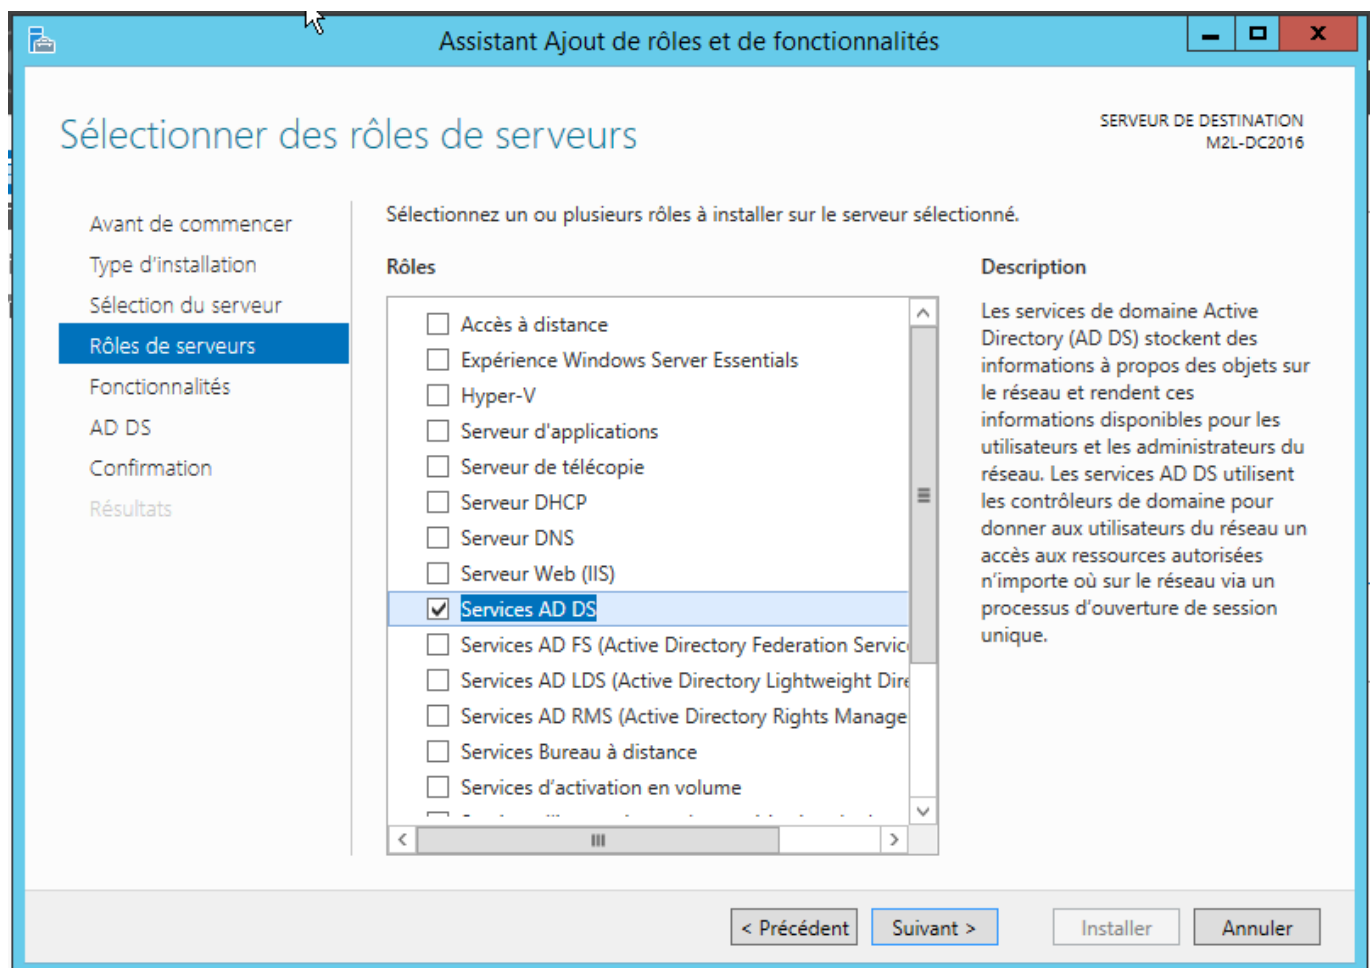 Assistant Ajout de rôles et de fonctionnalités
Sélectionner des rôles de serveurs
SERVEUR DE DESTINATION
M2L-DC2016
Avant de commencer
Type d'installation
Sélection du serveur
Rôles de serveurs
Fonctionnalités
AD DS
Confirmation
Résultats
Sélectionnez un ou plusieurs rôles à installer sur le serveur sélectionné.
Rôles
Accès à distance
Expérience Windows Server Essentials
Hyper-V
Serveur d'applications
Serveur de télécopie
Serveur DHCP
Serveur DNS
Serveur Web (IIS)
Services AD DS
Services AD FS (Active Directory Federation Servic
Services AD LDS (Active Directory Lightweight Dire
Services AD RMS (Active Directory Rights Manage
Services Bureau à distance
Services d’activation en volume
Description
Les services de domaine Active
Directory (AD DS) stockent des
informations à propos des objets sur
le réseau et rendent ces
informations disponibles pour les
utilisateurs et les administrateurs du
réseau. Les services AD DS utilisent
les contrôleurs de domaine pour
donner aux utilisateurs du réseau un
accès aux ressources autorisées
n’importe où sur le réseau via un
processus d’ouverture de session
unique.
< Précédent
Suivant >
Installer
Annuler